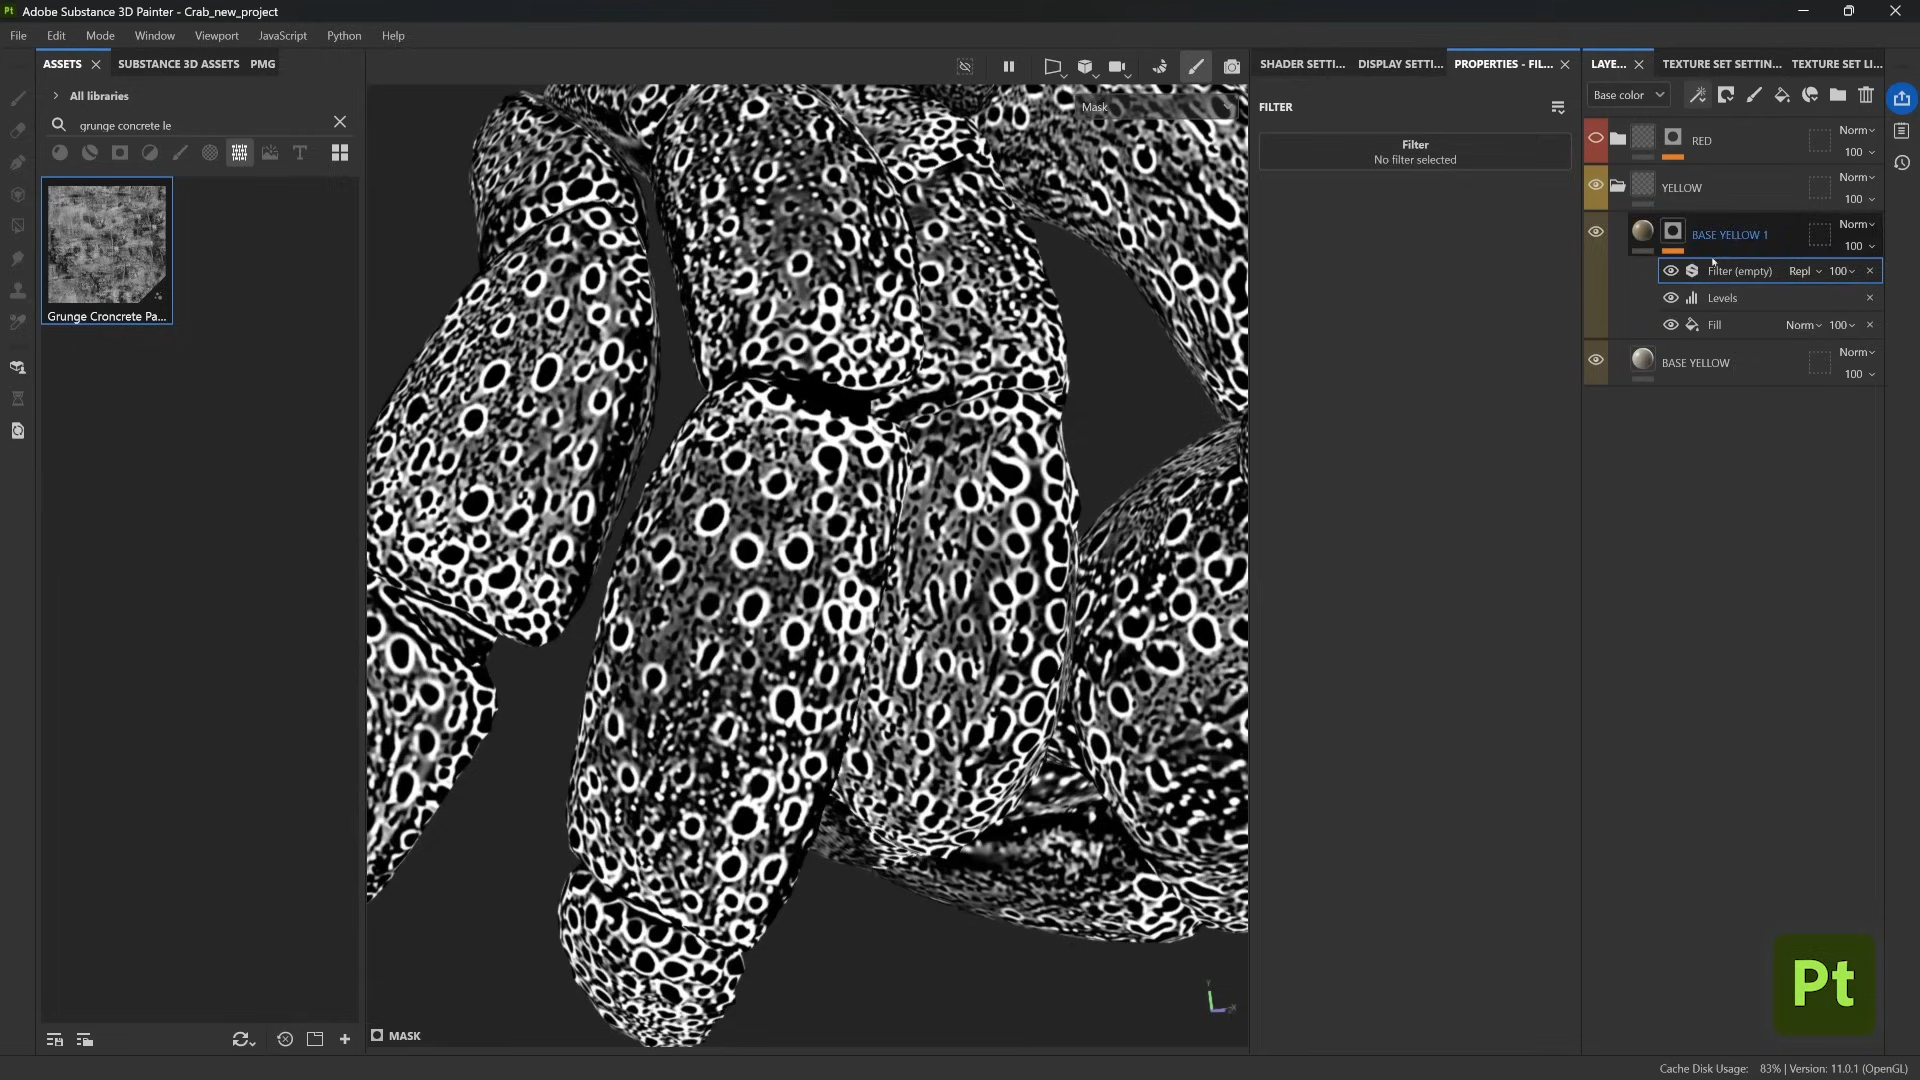 Pt Adobe Substance 3D Painter - Crab_new_project
File Edit Mode Window Viewport JavaScript Python Help
ASSETS SUBSTANCE 3D ASSETS PMG
SHADER SETTI... DISPLAY SETTI... PROPERTIES - FIL... LAYE... TEXTURE SET SETTIN... TEXTURE SET LI...
All libraries
grunge concrete le
Grunge Croncrete Pa...
Mask
MASK
FILTER
Filter
No filter selected
Base color
RED Norm
100
YELLOW Norm
100
BASE YELLOW 1 Norm
100
Filter (empty) Repl 100
Levels
Fill Norm 100
BASE YELLOW Norm
100
Pt
Cache Disk Usage: 83% | Version: 11.0.1 (OpenGL)